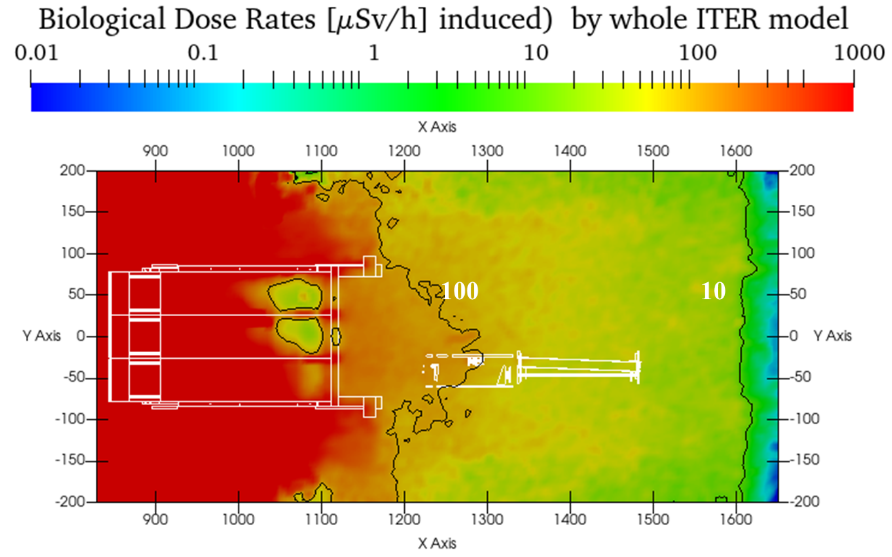 Biological Dose Rates [μSv/h] induced) by whole ITER model
0.01 0.1 1 10 100 1000
X Axis
900 1000 1100 1200 1300 1400 1500 1600
200 200
150 150
100 100
50 100 10 50
Y Axis 0 0 Y Axis
-50 -50
-100 -100
-150 -150
-200 -200
900 1000 1100 1200 1300 1400 1500 1600
X Axis